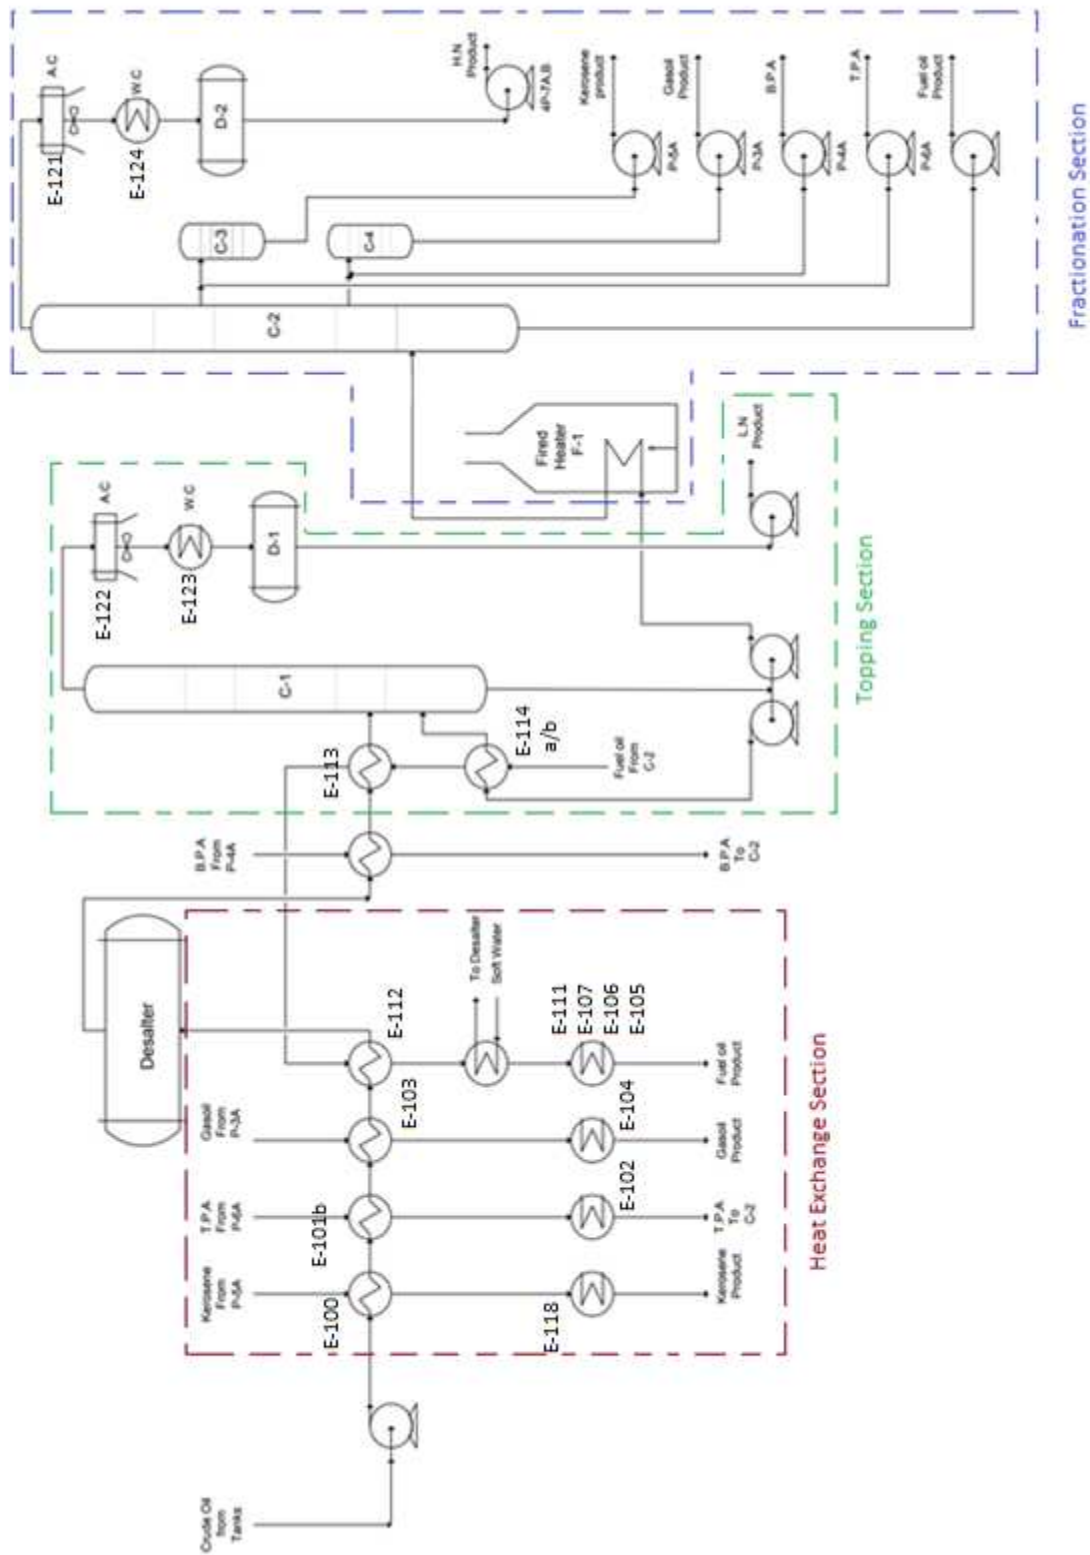 Crude Oil
from
Tanks
Kerosene
From
P-5A
T.P.A
From
P-6A
Gasoil
From
P-3A
Desalter
E-100
E-101b
E-103
E-112
E-118
E-102
E-104
E-111
E-107
E-106
E-105
To Desalter
Soft Water
Kerosene
Product
T.P.A
To
C-2
Gasoil
Product
Fuel oil
Product
Heat Exchange Section
B.P.A
From
P-4A
B.P.A
To
C-2
E-113
E-114
a/b
Fuel oil
From
C-2
C-1
E-122
A.C
E-123
W.C
D-1
L.N
Product
Topping Section
Fired
Heater
F-1
C-2
C-3
C-4
E-121
A.C
E-124
W.C
D-2
H.N
Product
4P-7A,B
Kerosene
product
P-5A
Gasoil
Product
P-3A
B.P.A
P-4A
T.P.A
P-6A
Fuel oil
Product
Fractionation Section